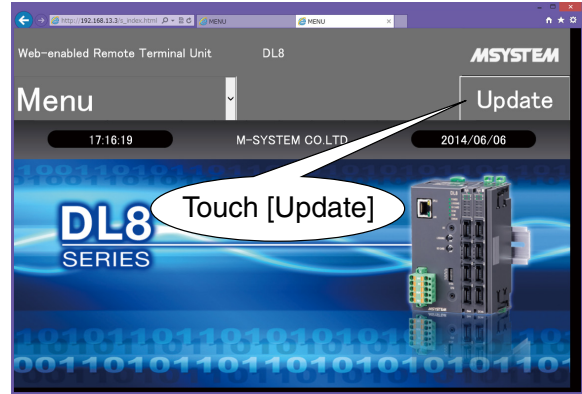 http://192.168.13.3/s_index.html
MENU
MENU
Web-enabled Remote Terminal Unit DL8 MSYSTEM
Menu Update
17:16:19 M-SYSTEM CO.LTD 2014/06/06
Touch [Update]
DL8
SERIES